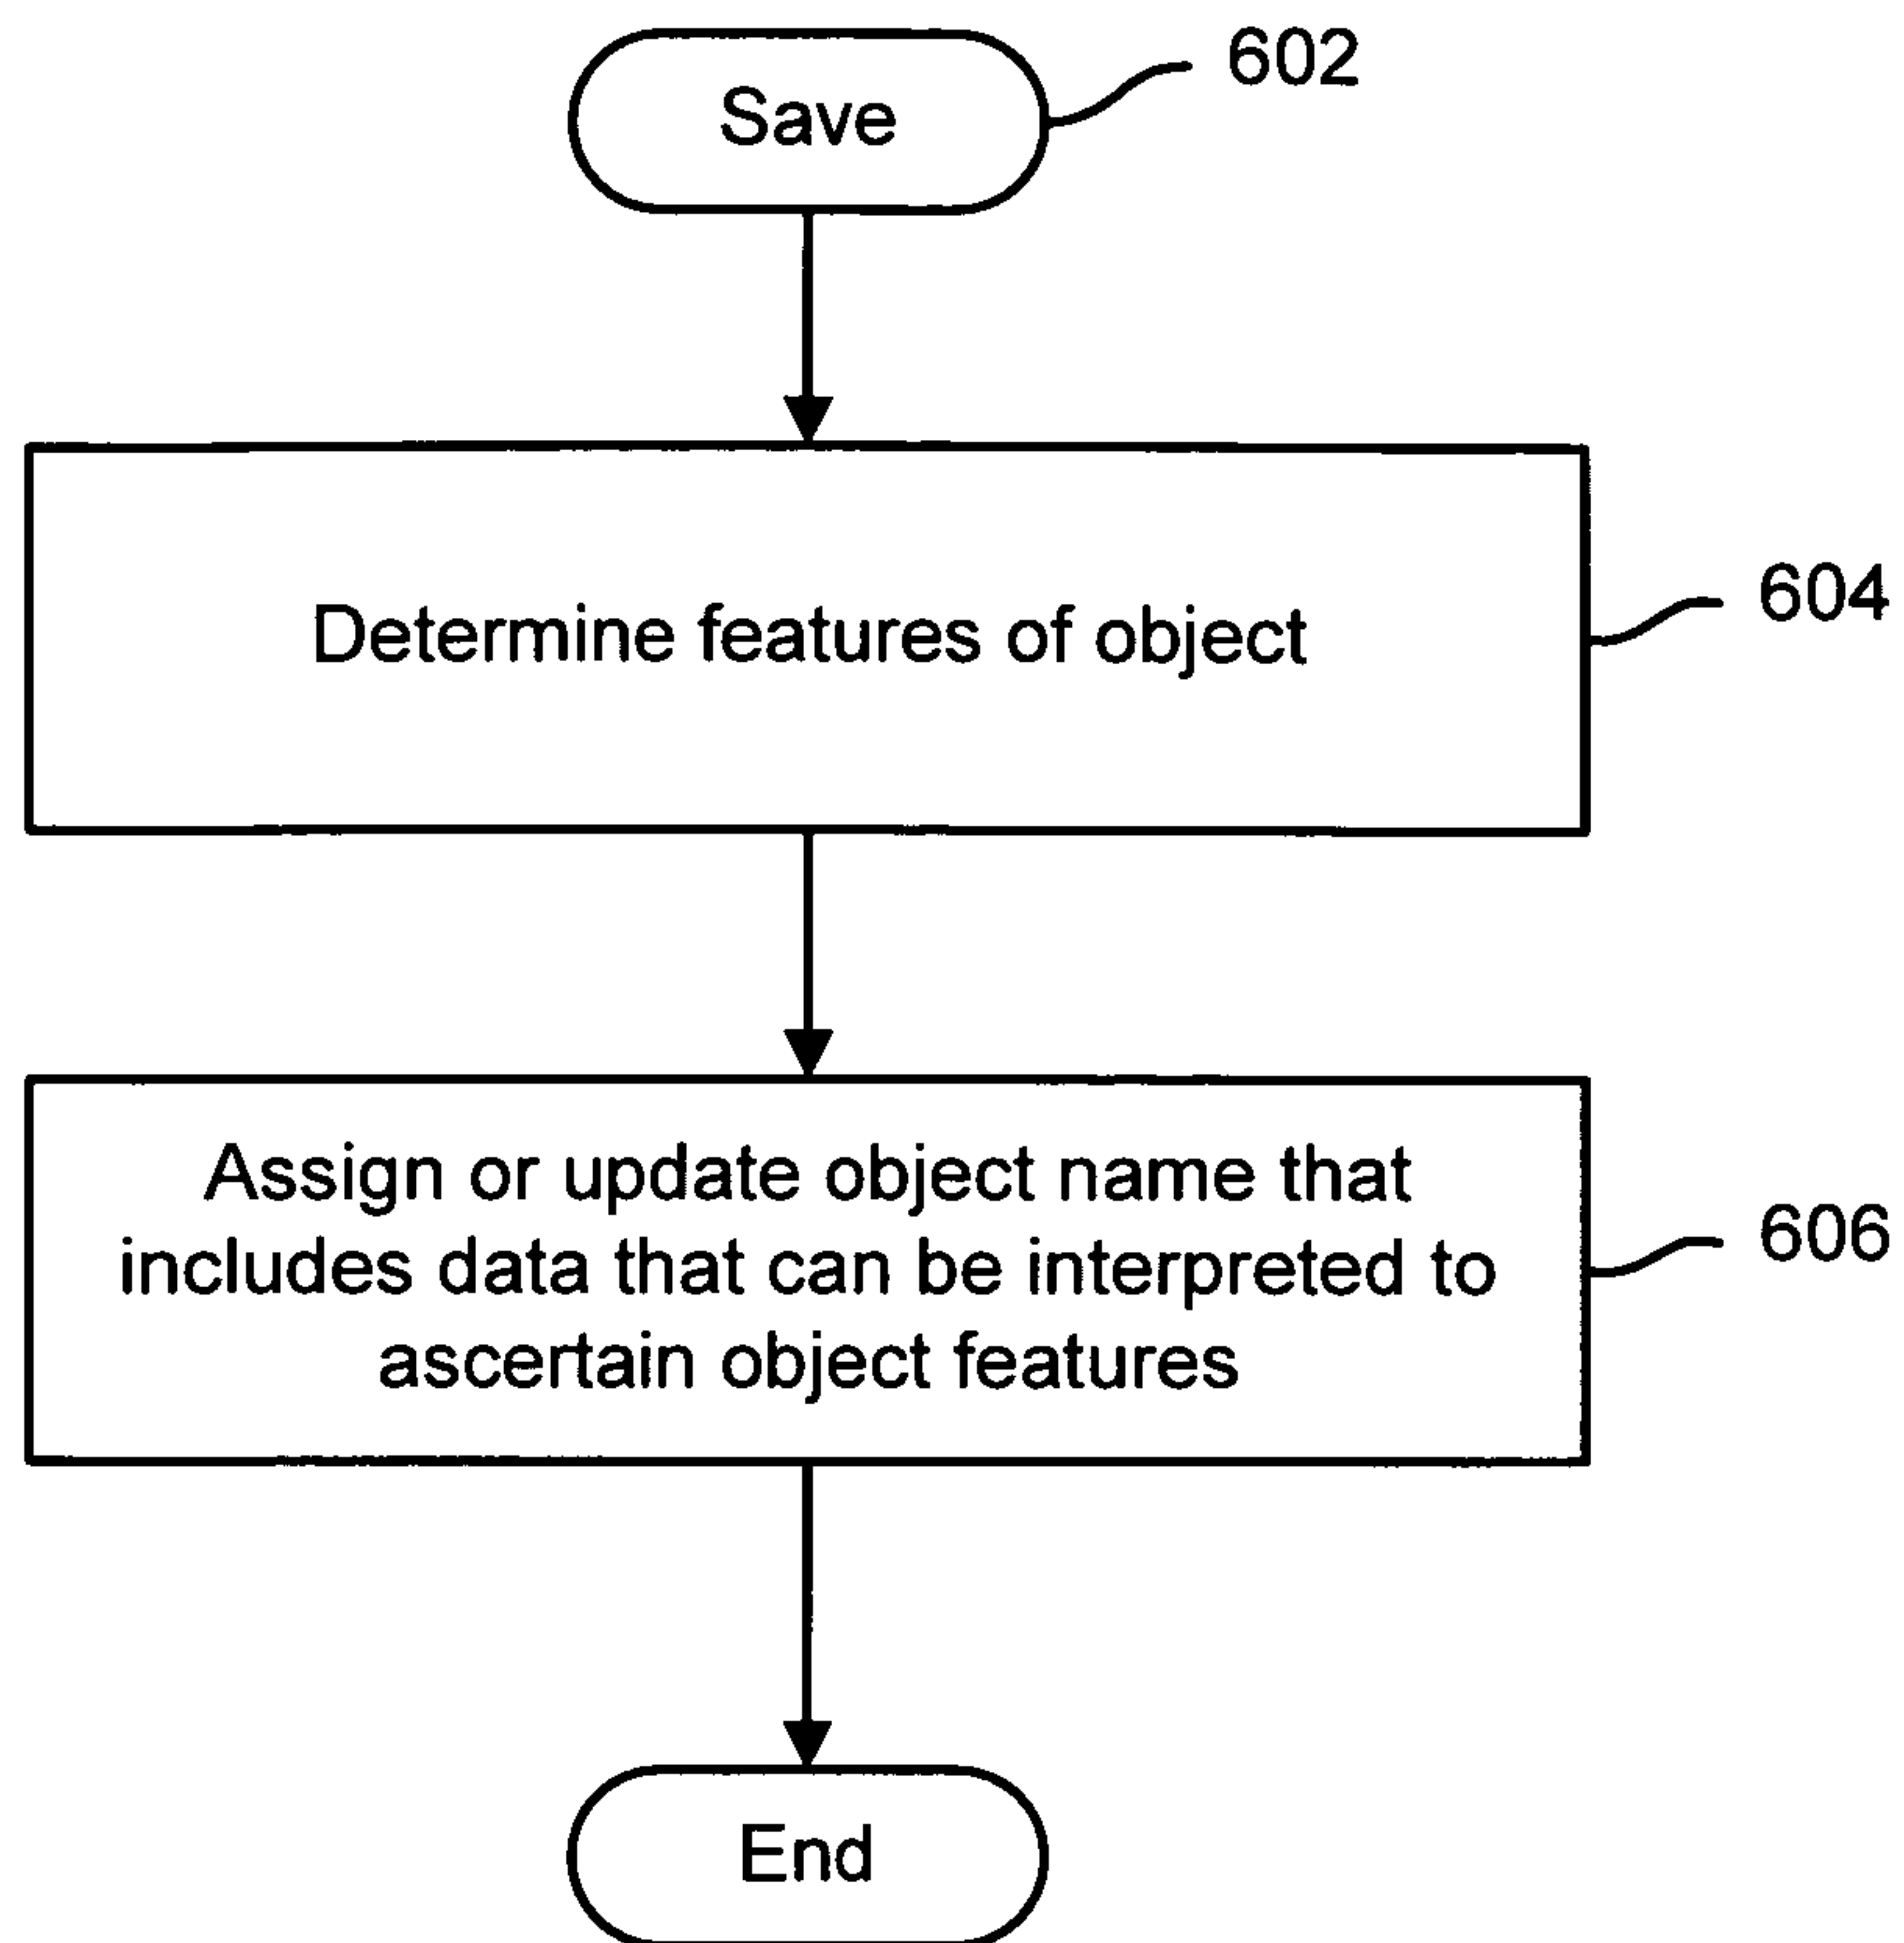 Save
602
Determine features of object
604
Assign or update object name that
includes data that can be interpreted to
ascertain object features
606
End